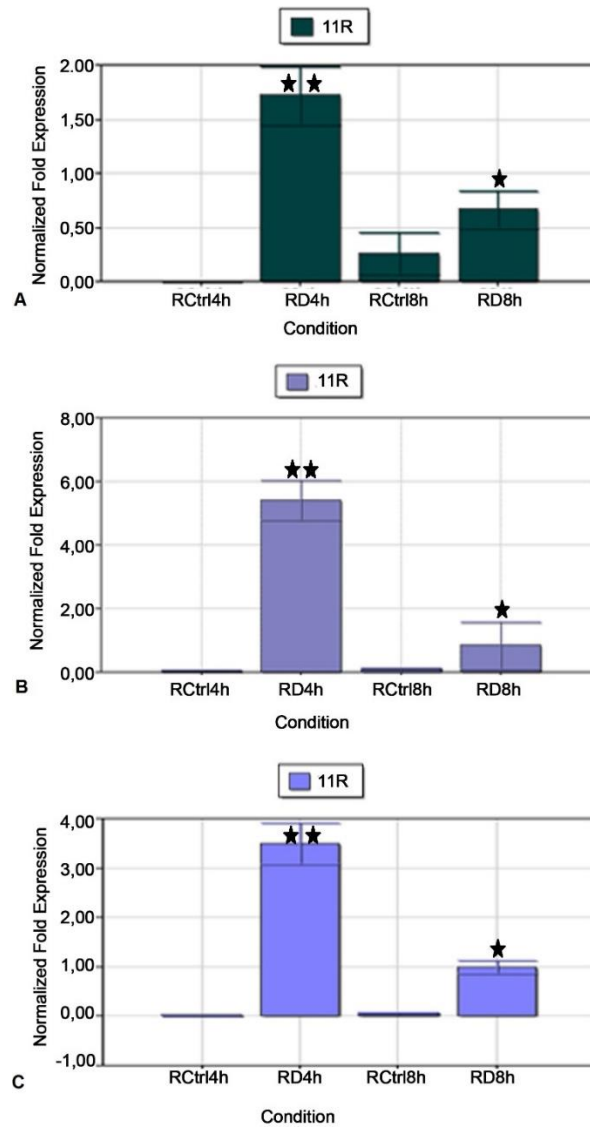 11R
Normalized Fold Expression
2.00
1,50
1,00
0,50
0,00
RCtrl4h RD4h RCtrl8h RD8h
A
Condition
11R
Normalized Fold Expression
8,00
6,00
4,00
2,00
0,00
RCtrl4h RD4h RCtrl8h RD8h
B
Condition
11R
Normalized Fold Expression
4,00
3,00
2,00
1,00
0,00
-1,00
RCtrl4h RD4h RCtrl8h RD8h
C
Condition